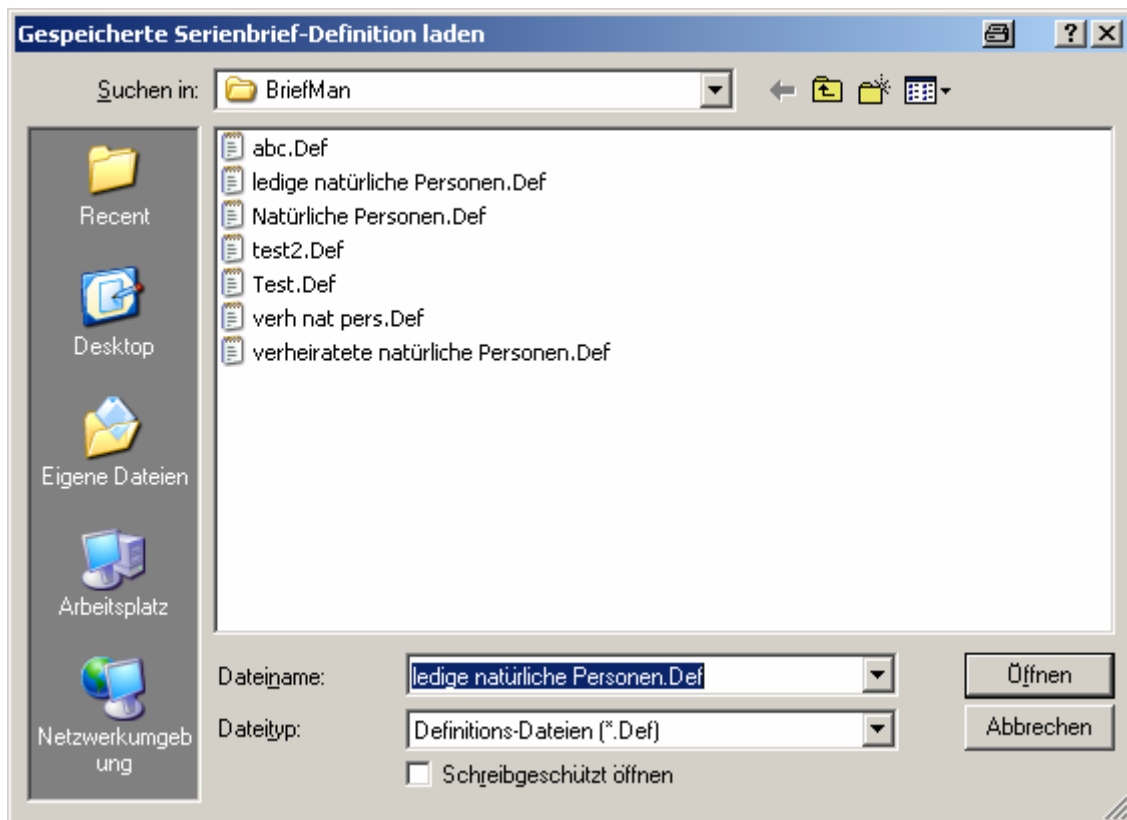 Gespeicherte Serienbrief-Definition laden
Suchen in:
BriefMan
Recent
Desktop
Eigene Dateien
Arbeitsplatz
Netzwerkumgeb
ung
abc.Def
ledige natürliche Personen.Def
Natürliche Personen.Def
test2.Def
Test.Def
verh nat pers.Def
verheiratete natürliche Personen.Def
Dateiname:
ledige natürliche Personen.Def
Öffnen
Dateityp:
Definitions-Dateien (*.Def)
Abbrechen
Schreibgeschützt öffnen